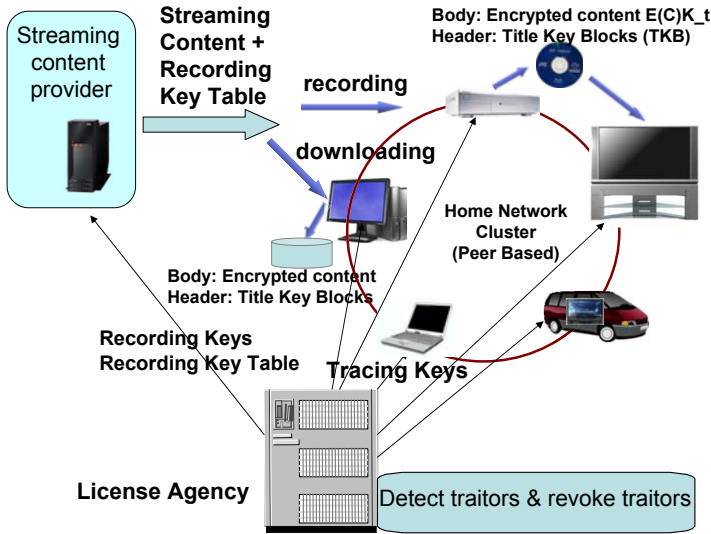 Streaming
content
provider
Streaming
Content +
Recording
Key Table
Body: Encrypted content E(C)K_t
Header: Title Key Blocks (TKB)
recording
downloading
Home Network
Cluster
(Peer Based)
Body: Encrypted content
Header: Title Key Blocks
Recording Keys
Recording Key Table
Tracing Keys
License Agency
Detect traitors & revoke traitors